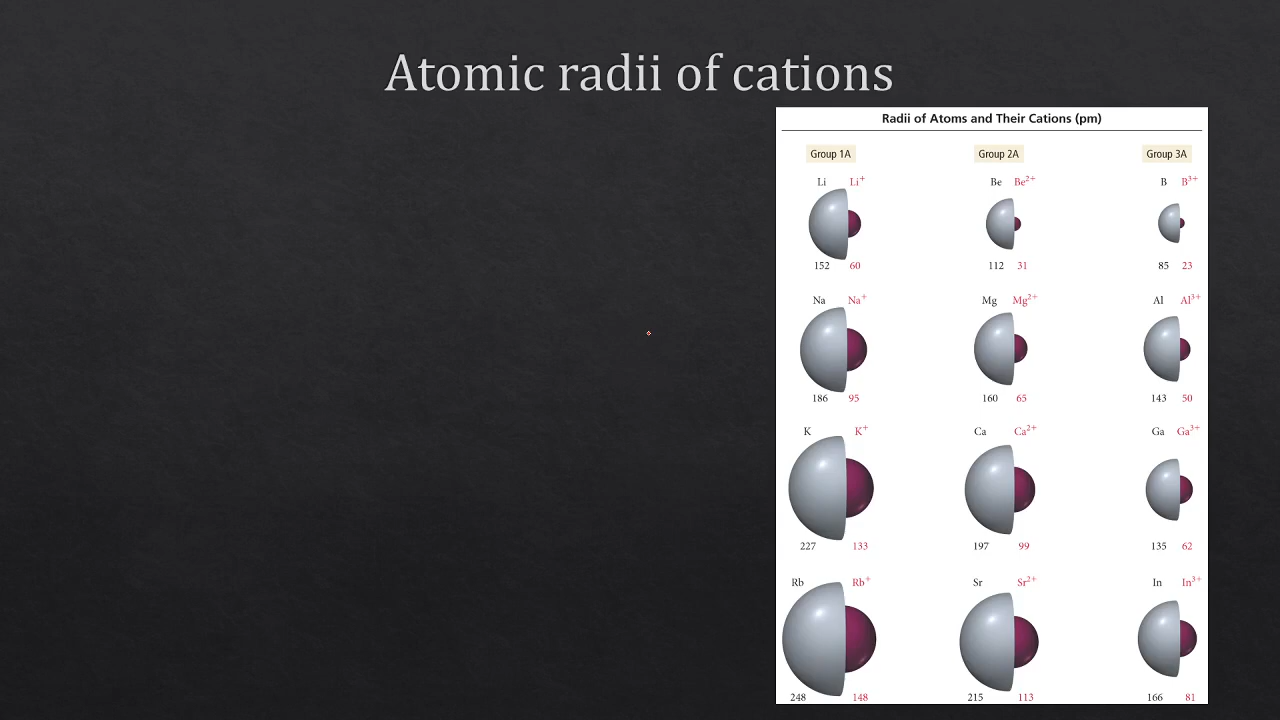 Atomic radii of cations
Radii of Atoms and Their Cations (pm)
Group 1A Group 2A Group 3A
Li Li⁺ Be Be²⁺ B B³⁺
152 60 112 31 85 23
Na Na⁺ Mg Mg²⁺ Al Al³⁺
186 95 160 65 143 50
K K⁺ Ca Ca²⁺ Ga Ga³⁺
227 133 197 99 135 62
Rb Rb⁺ Sr Sr²⁺ In In³⁺
248 148 215 113 166 81